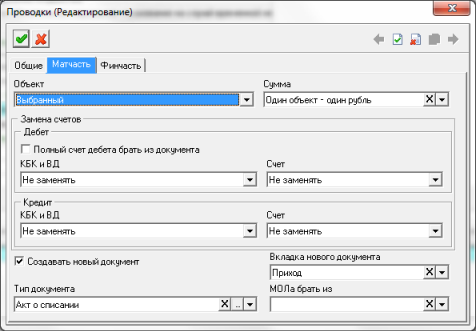 Проводки (Редактирование)
Общие Матчасть Финчасть
Объект Сумма
Выбранный Один объект - один рубль X
Замена счетов
Дебет
Полный счет дебета брать из документа
КБК и ВД Счет
Не заменять Не заменять
Кредит
КБК и ВД Счет
Не заменять Не заменять
Создавать новый документ Вкладка нового документа
Приход X
Тип документа МОЛа брать из
Акт о списании X ... X